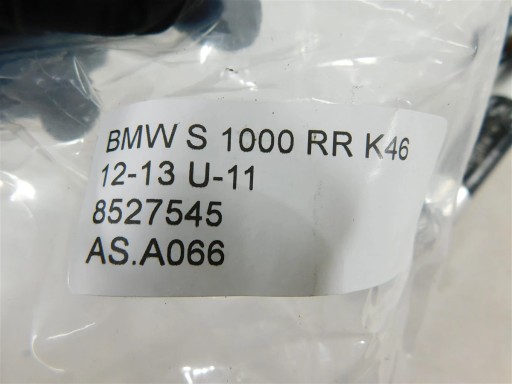 BMW S 1000 RR K46
12-13 U-11
8527545
AS.A066